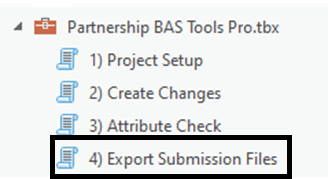 Partnership BAS Tools Pro.tbx
1) Project Setup
2) Create Changes
3) Attribute Check
4) Export Submission Files